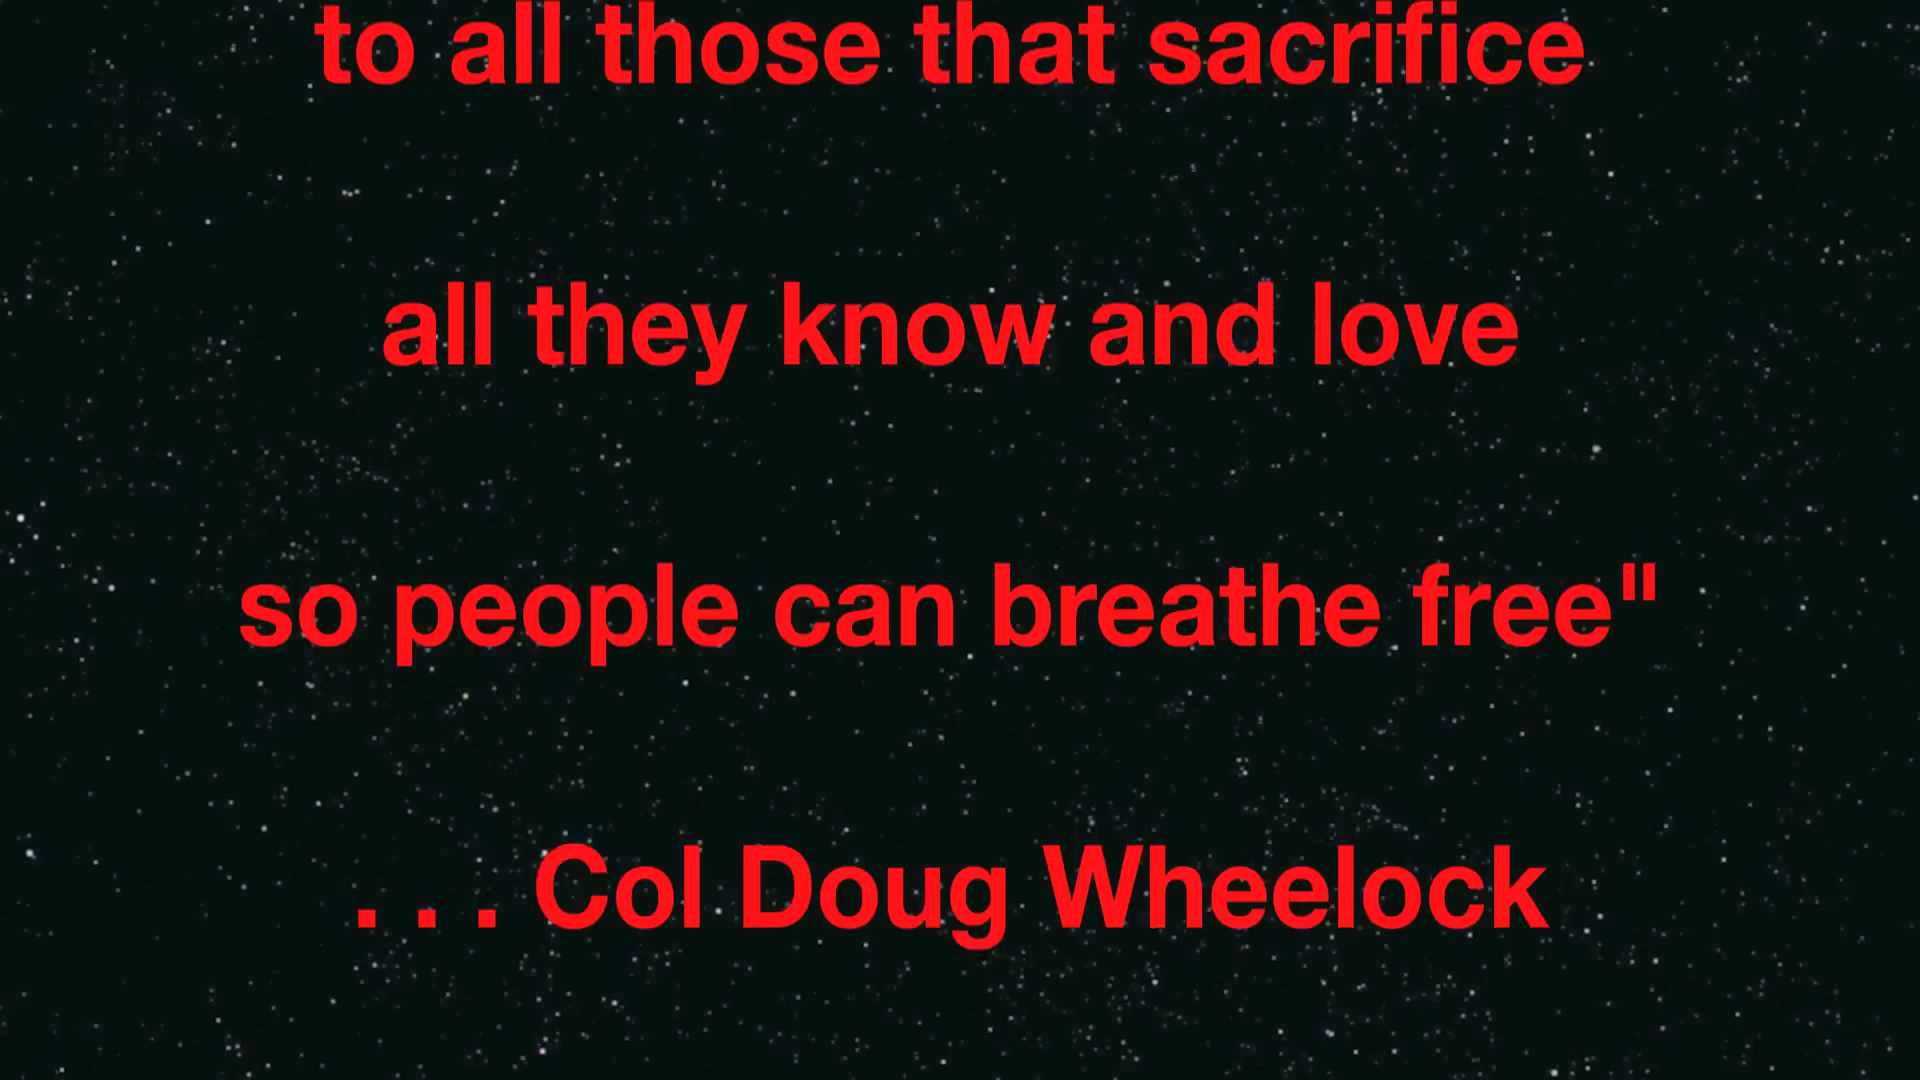 to all those that sacrifice
all they know and love
so people can breathe free"
. . . Col Doug Wheelock